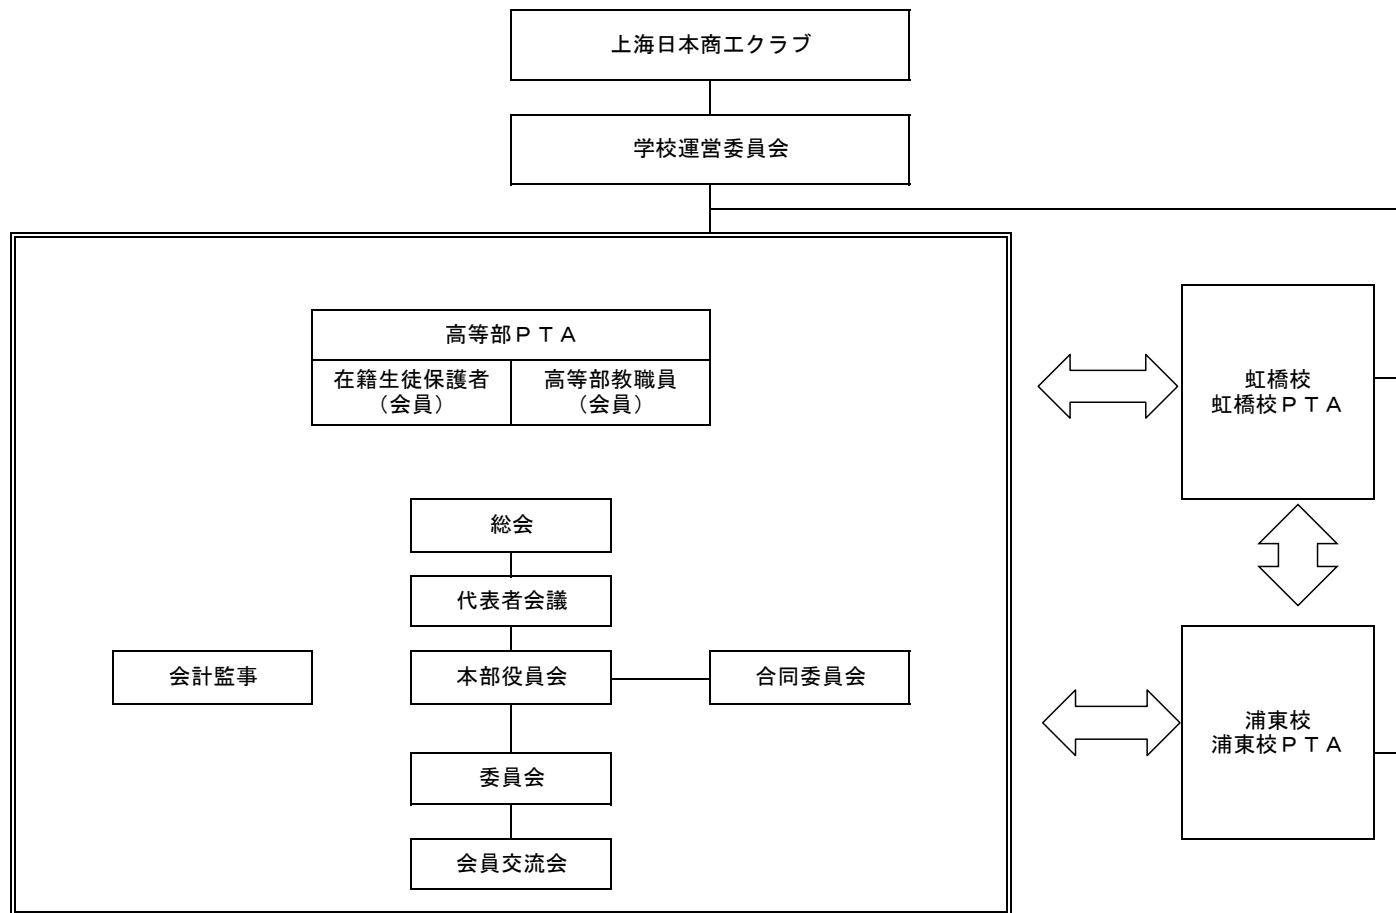 上海日本商工クラブ
学校運営委員会
高等部ＰＴＡ
在籍生徒保護者
（会員）
高等部教職員
（会員）
虹橋校
虹橋校ＰＴＡ
総会
代表者会議
会計監事
本部役員会
合同委員会
浦東校
浦東校ＰＴＡ
委員会
会員交流会